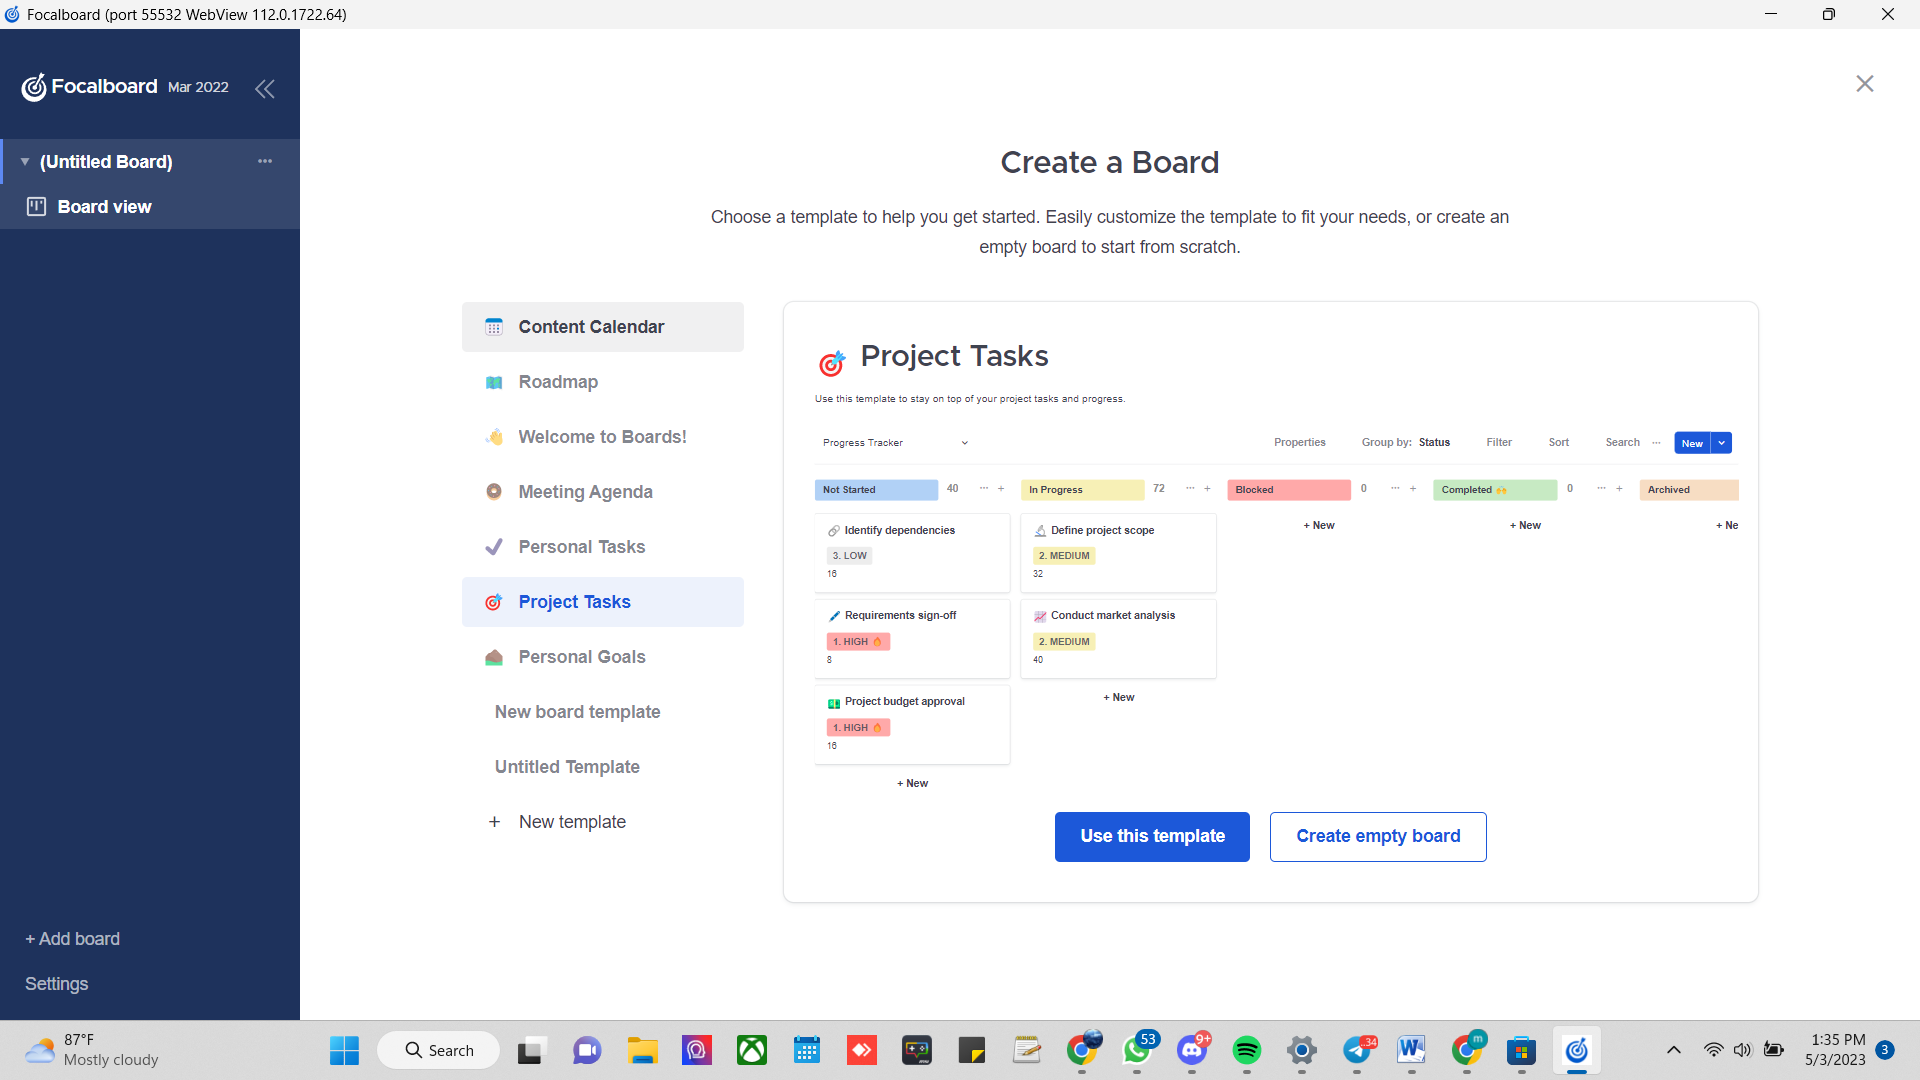 Focalboard (port 55532 WebView 112.0.1722.64)
Focalboard Mar 2022
(Untitled Board)
Board view
+ Add board
Settings
Create a Board
Choose a template to help you get started. Easily customize the template to fit your needs, or create an
empty board to start from scratch.
Content Calendar
Roadmap
Welcome to Boards!
Meeting Agenda
Personal Tasks
Project Tasks
Personal Goals
New board template
Untitled Template
+ New template
Project Tasks
Use this template to stay on top of your project tasks and progress.
Progress Tracker
Properties Group by: Status Filter Sort Search ... New
Not Started 40 ... + In Progress 72 ... + Blocked 0 ... + Completed 0 ... + Archived
Identify dependencies
3. LOW
16
Requirements sign-off
1. HIGH
8
Project budget approval
1. HIGH
16
+ New
Define project scope
2. MEDIUM
32
Conduct market analysis
2. MEDIUM
40
+ New
+ New
+ New
+ Ne
Use this template
Create empty board
87°F
Mostly cloudy
Search
53
9+
..34
m
1:35 PM
5/3/2023
3